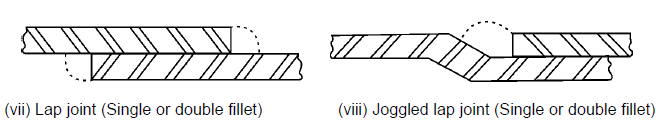 (vii) Lap joint (Single or double fillet)
(viii) Joggled lap joint (Single or double fillet)